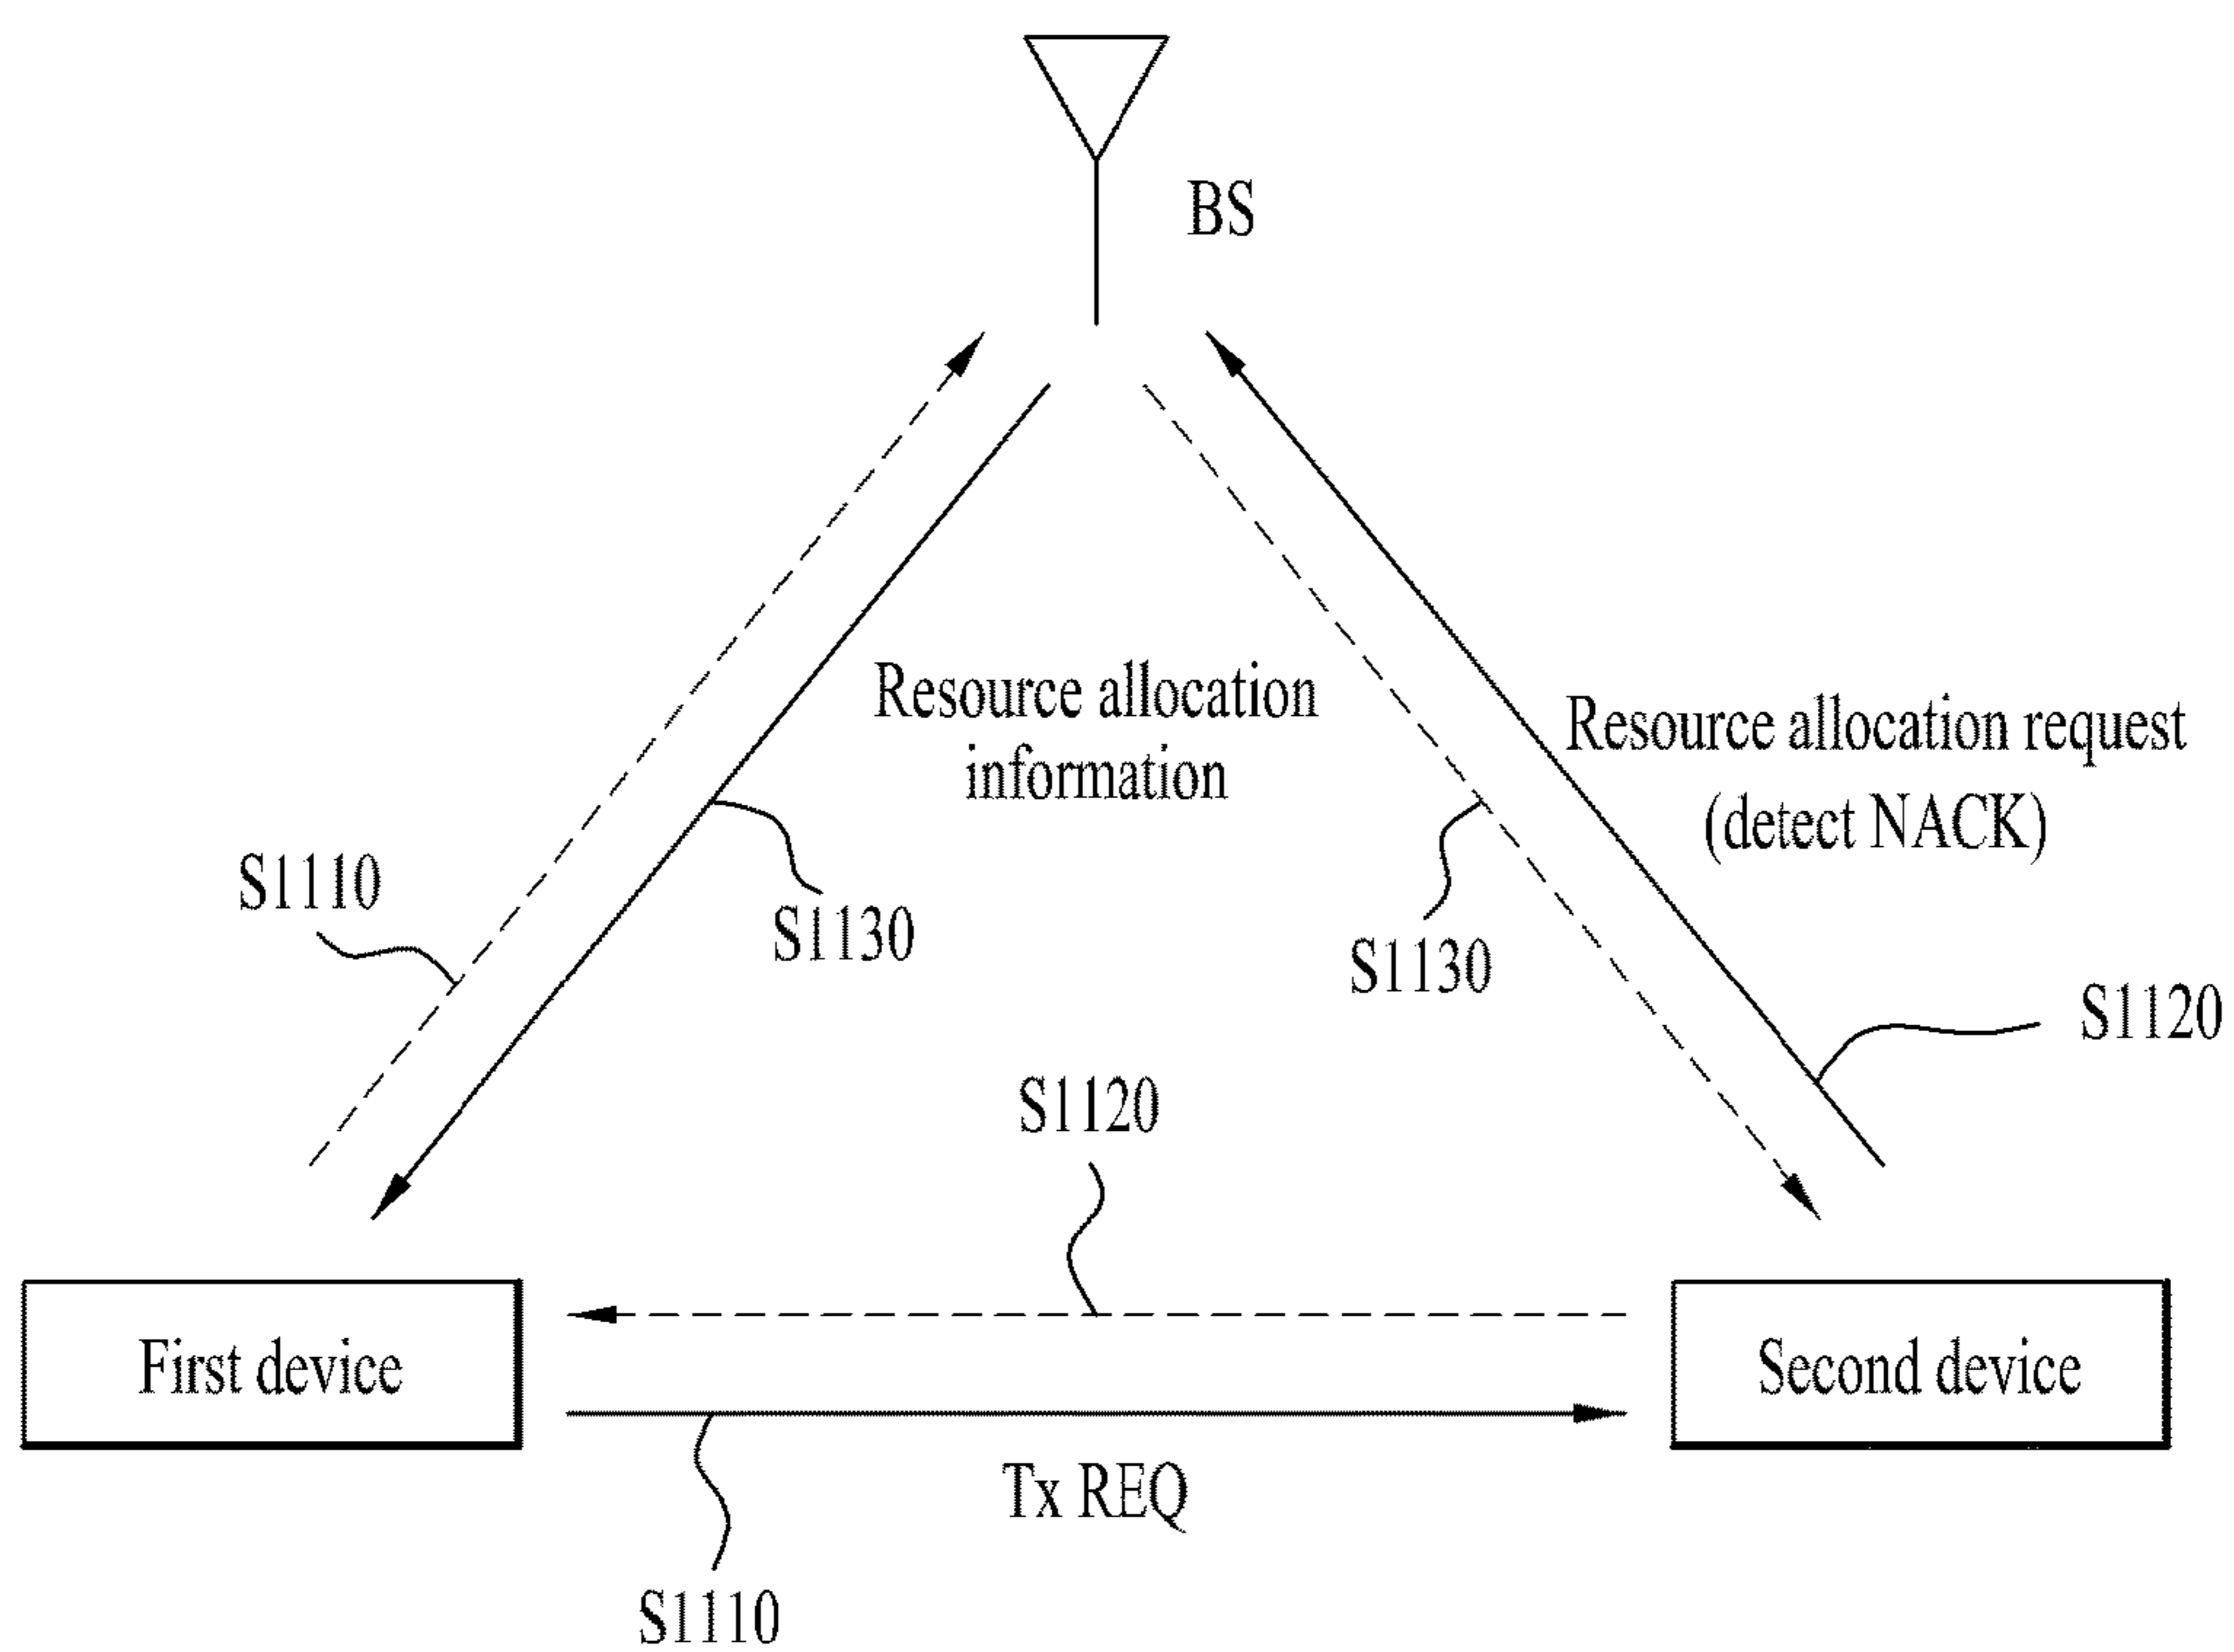 BS
Resource allocation
information
Resource allocation request
(detect NACK)
S1110
S1130
S1130
S1120
S1120
First device
Second device
Tx REQ
S1110